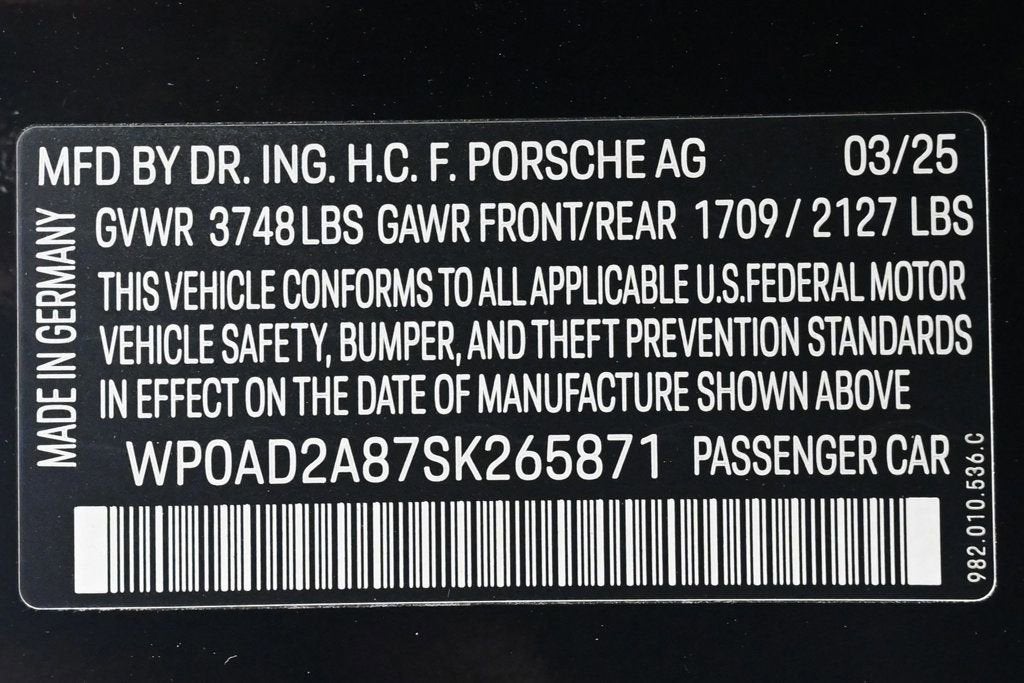 MFD BY DR. ING. H.C. F. PORSCHE AG 03/25
GVWR 3748 LBS GAWR FRONT/REAR 1709 / 2127 LBS
THIS VEHICLE CONFORMS TO ALL APPLICABLE U.S.FEDERAL MOTOR
VEHICLE SAFETY, BUMPER, AND THEFT PREVENTION STANDARDS
IN EFFECT ON THE DATE OF MANUFACTURE SHOWN ABOVE
WP0AD2A87SK265871 PASSENGER CAR
MADE IN GERMANY
982.010.536.C